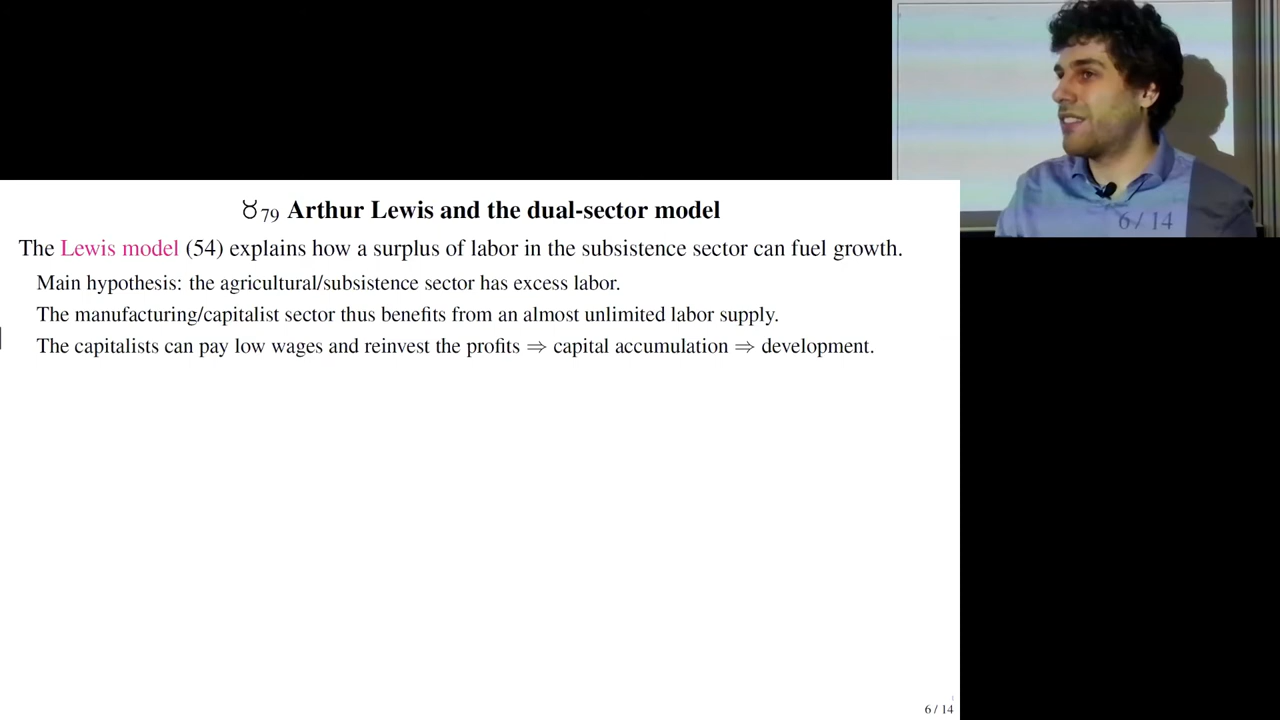 ♉79 Arthur Lewis and the dual-sector model
The Lewis model (54) explains how a surplus of labor in the subsistence sector can fuel growth.
Main hypothesis: the agricultural/subsistence sector has excess labor.
The manufacturing/capitalist sector thus benefits from an almost unlimited labor supply.
The capitalists can pay low wages and reinvest the profits ⇒ capital accumulation ⇒ development.
6 / 14
6 / 14